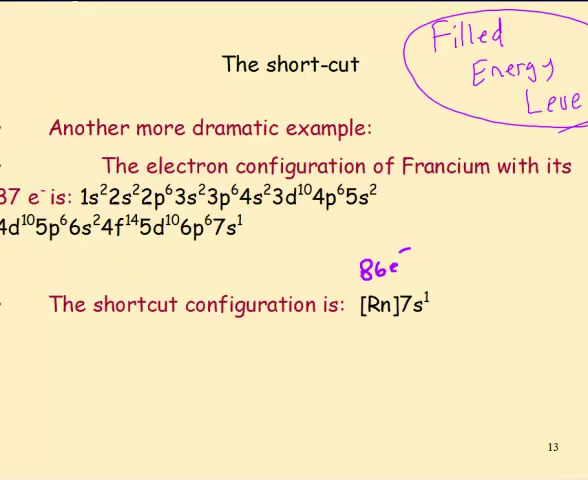 Filled
Energy
Leve
The short-cut
Another more dramatic example:
The electron configuration of Francium with its
37 e⁻ is: 1s²2s²2p⁶3s²3p⁶4s²3d¹⁰4p⁶5s²
4d¹⁰5p⁶6s²4f¹⁴5d¹⁰6p⁶7s¹
86e⁻
The shortcut configuration is: [Rn]7s¹
13